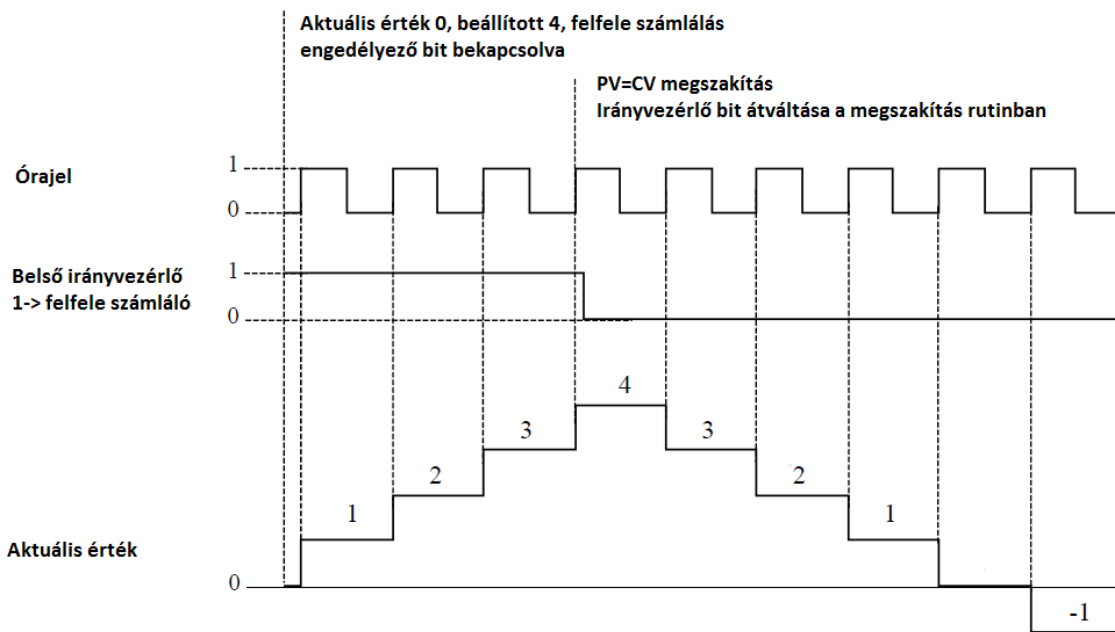 Aktuális érték 0, beállított 4, felfele számlálás
engedélyező bit bekapcsolva
PV=CV megszakítás
Irányvezérlő bit átváltása a megszakítás rutinban
Órajel
1
0
Belső irányvezérlő
1-> felfele számláló
1
0
4
3
3
2
2
1
1
Aktuális érték
0
-1